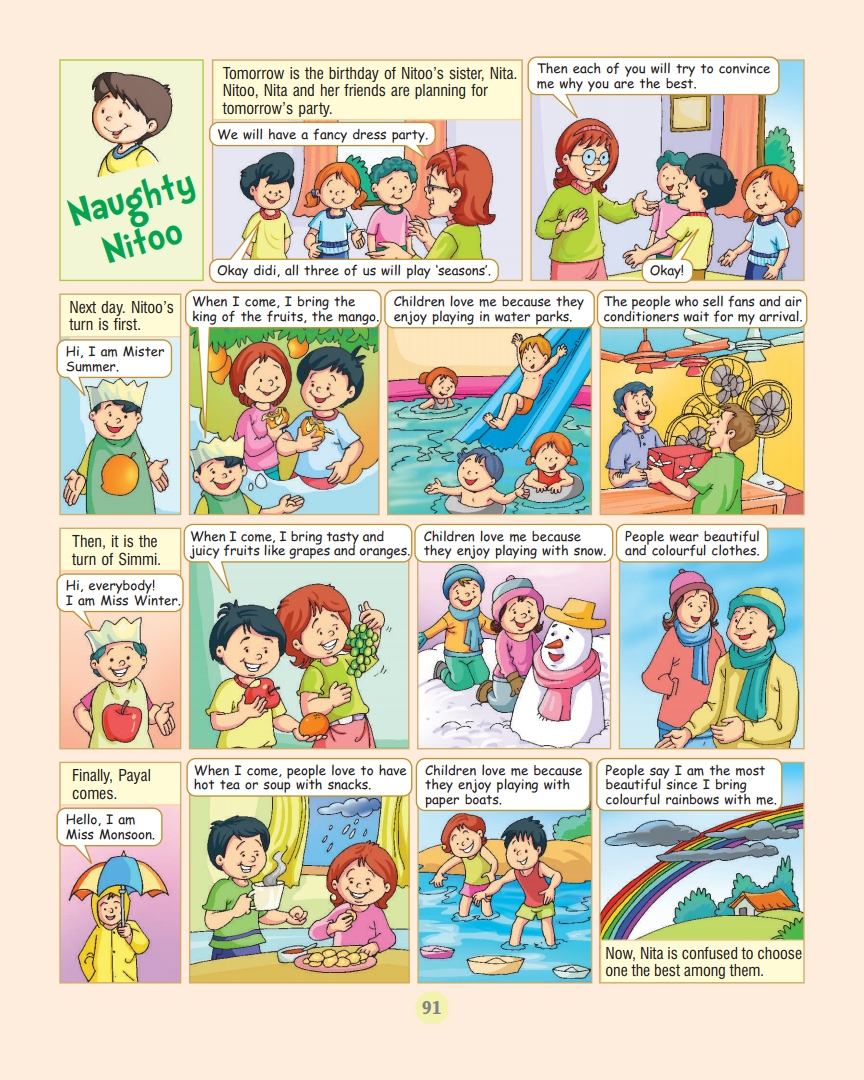 Naughty
Nitoo
Tomorrow is the birthday of Nitoo's sister, Nita.
Nitoo, Nita and her friends are planning for
tomorrow's party.
We will have a fancy dress party.
Okay didi, all three of us will play 'seasons'.
Then each of you will try to convince
me why you are the best.
Okay!
Next day. Nitoo's
turn is first.
Hi, I am Mister
Summer.
When I come, I bring the
king of the fruits, the mango.
Children love me because they
enjoy playing in water parks.
The people who sell fans and air
conditioners wait for my arrival.
Then, it is the
turn of Simmi.
Hi, everybody!
I am Miss Winter.
When I come, I bring tasty and
juicy fruits like grapes and oranges.
Children love me because
they enjoy playing with snow.
People wear beautiful
and colourful clothes.
Finally, Payal
comes.
Hello, I am
Miss Monsoon.
When I come, people love to have
hot tea or soup with snacks.
Children love me because
they enjoy playing with
paper boats.
People say I am the most
beautiful since I bring
colourful rainbows with me.
Now, Nita is confused to choose
one the best among them.
91